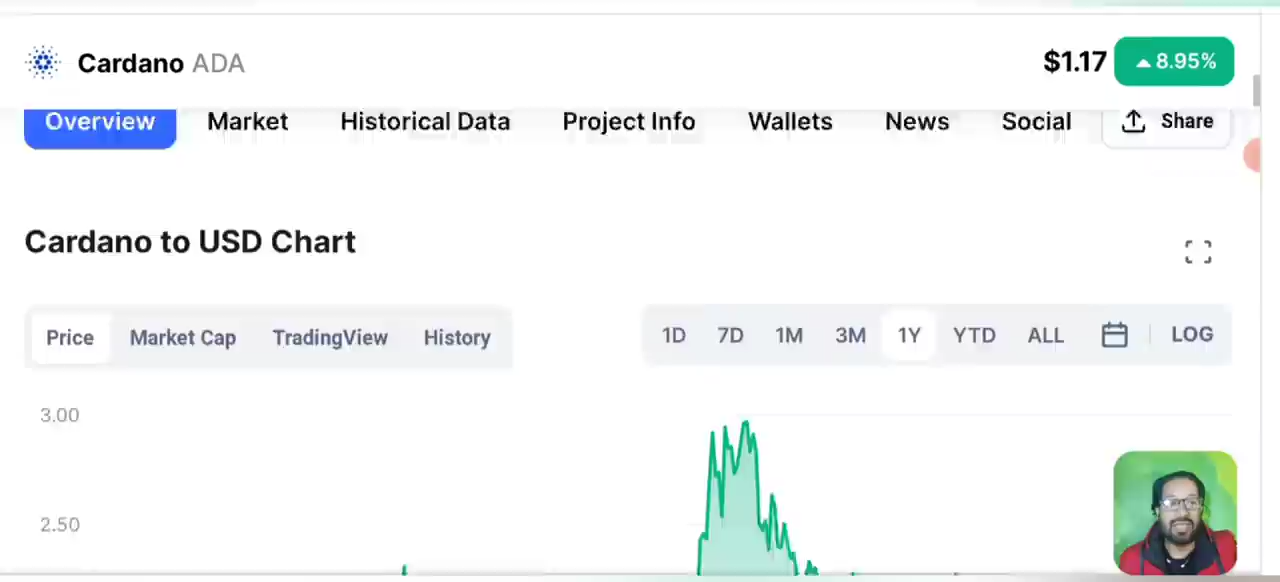 Cardano ADA
$1.17 8.95%
Overview Market Historical Data Project Info Wallets News Social Share
Cardano to USD Chart
Price Market Cap TradingView History 1D 7D 1M 3M 1Y YTD ALL LOG
3.00
2.50